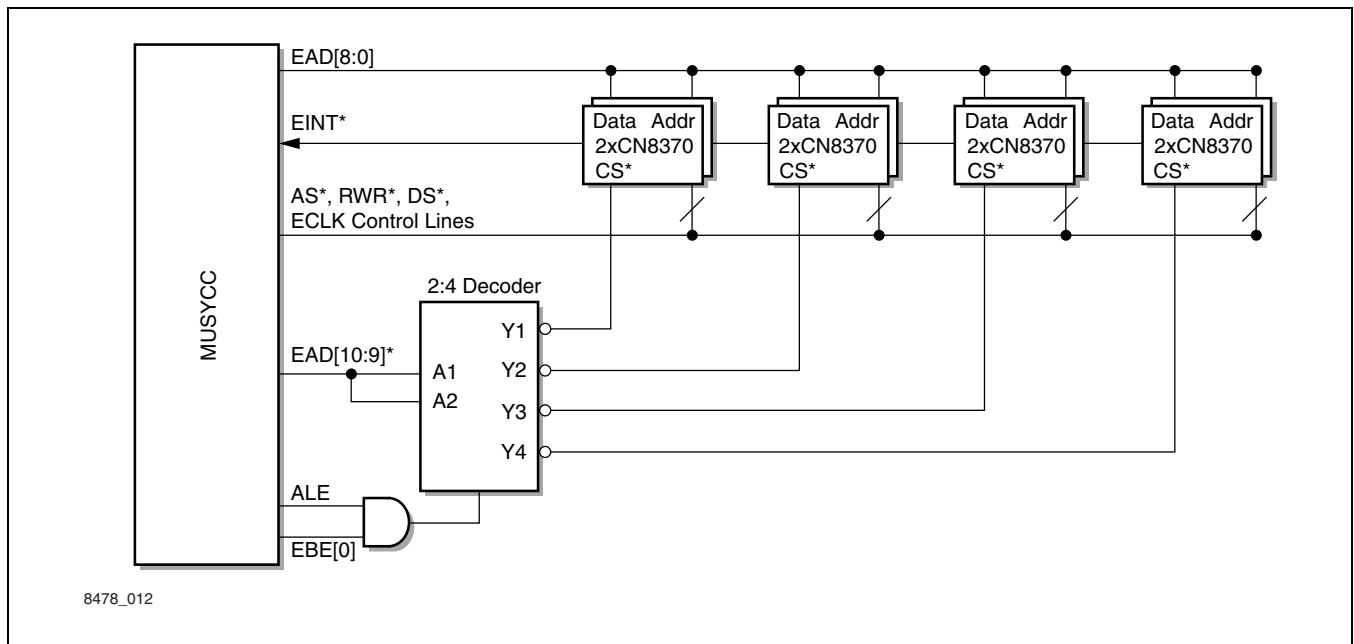 EAD[8:0]
EINT*
Data Addr
2xCN8370
CS*
Data Addr
2xCN8370
CS*
Data Addr
2xCN8370
CS*
Data Addr
2xCN8370
CS*
AS*, RWR*, DS*,
ECLK Control Lines
MUSYCC
2:4 Decoder
Y1
EAD[10:9]*
A1
Y2
A2
Y3
Y4
ALE
EBE[0]
8478_012